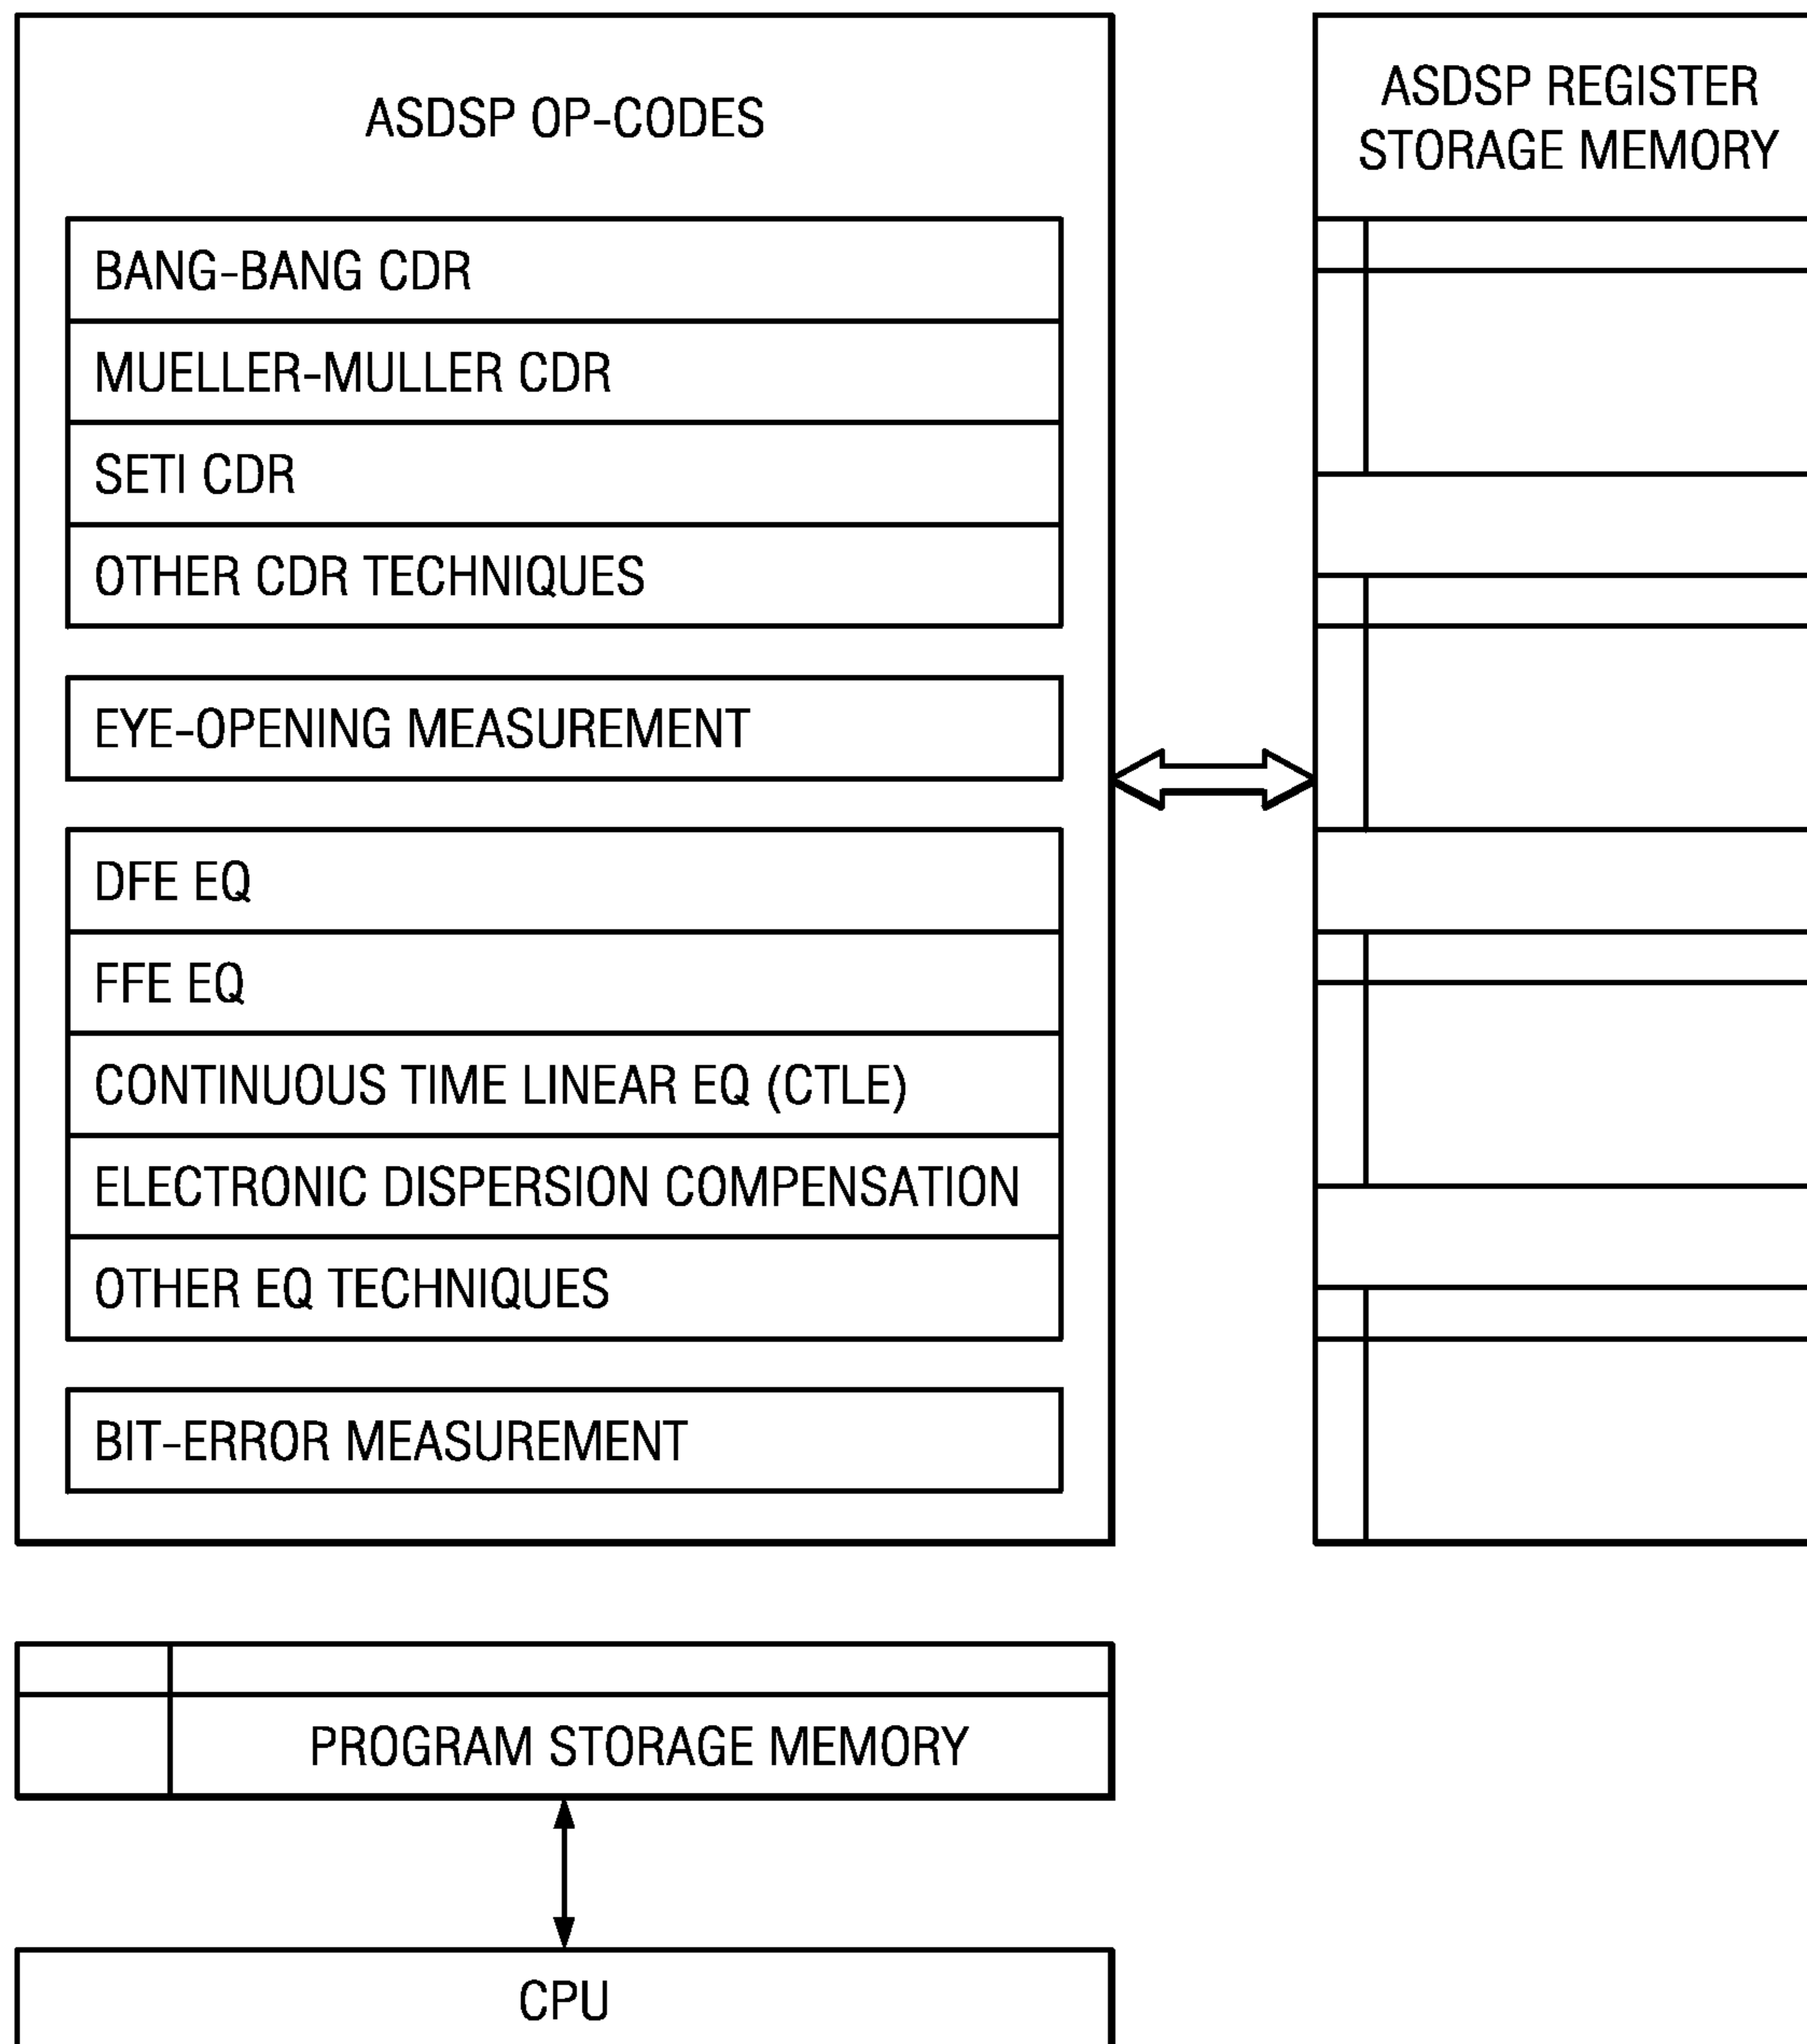 ASDSP OP-CODES
BANG-BANG CDR
MUELLER-MULLER CDR
SETI CDR
OTHER CDR TECHNIQUES
EYE-OPENING MEASUREMENT
DFE EQ
FFE EQ
CONTINUOUS TIME LINEAR EQ (CTLE)
ELECTRONIC DISPERSION COMPENSATION
OTHER EQ TECHNIQUES
BIT-ERROR MEASUREMENT
ASDSP REGISTER
STORAGE MEMORY
PROGRAM STORAGE MEMORY
CPU